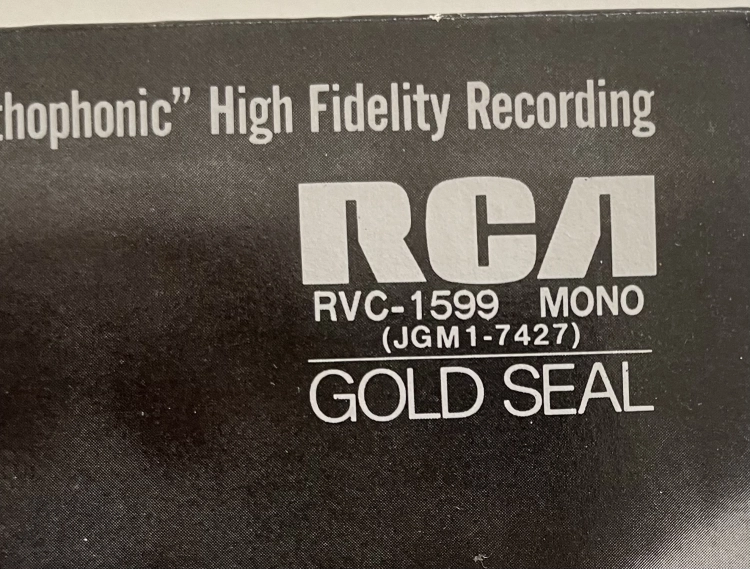 thophonic” High Fidelity Recording
RCA
RVC-1599 MONO
(JGM1-7427)
GOLD SEAL